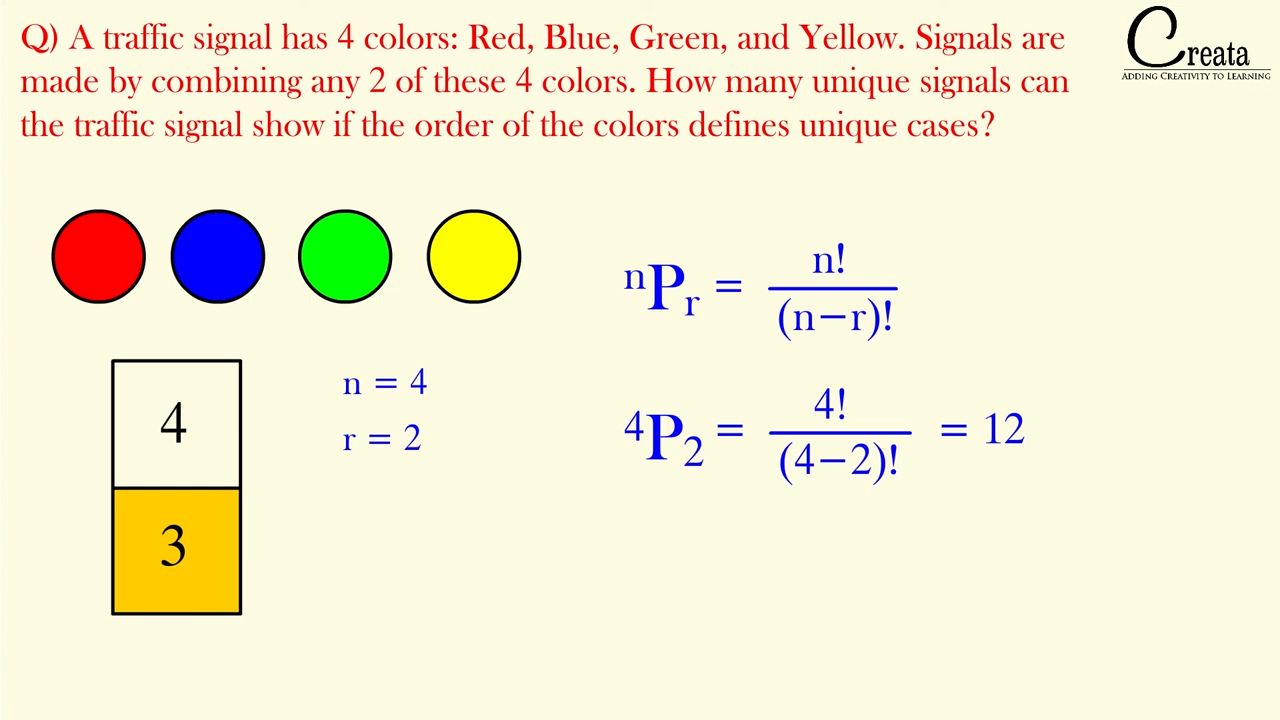 Q) A traffic signal has 4 colors: Red, Blue, Green, and Yellow. Signals are
made by combining any 2 of these 4 colors. How many unique signals can
the traffic signal show if the order of the colors defines unique cases?
Creata
ADDING CREATIVITY TO LEARNING
ⁿPᵣ = n! / (n−r)!
4
n = 4
r = 2
⁴P₂ = 4! / (4−2)! = 12
3